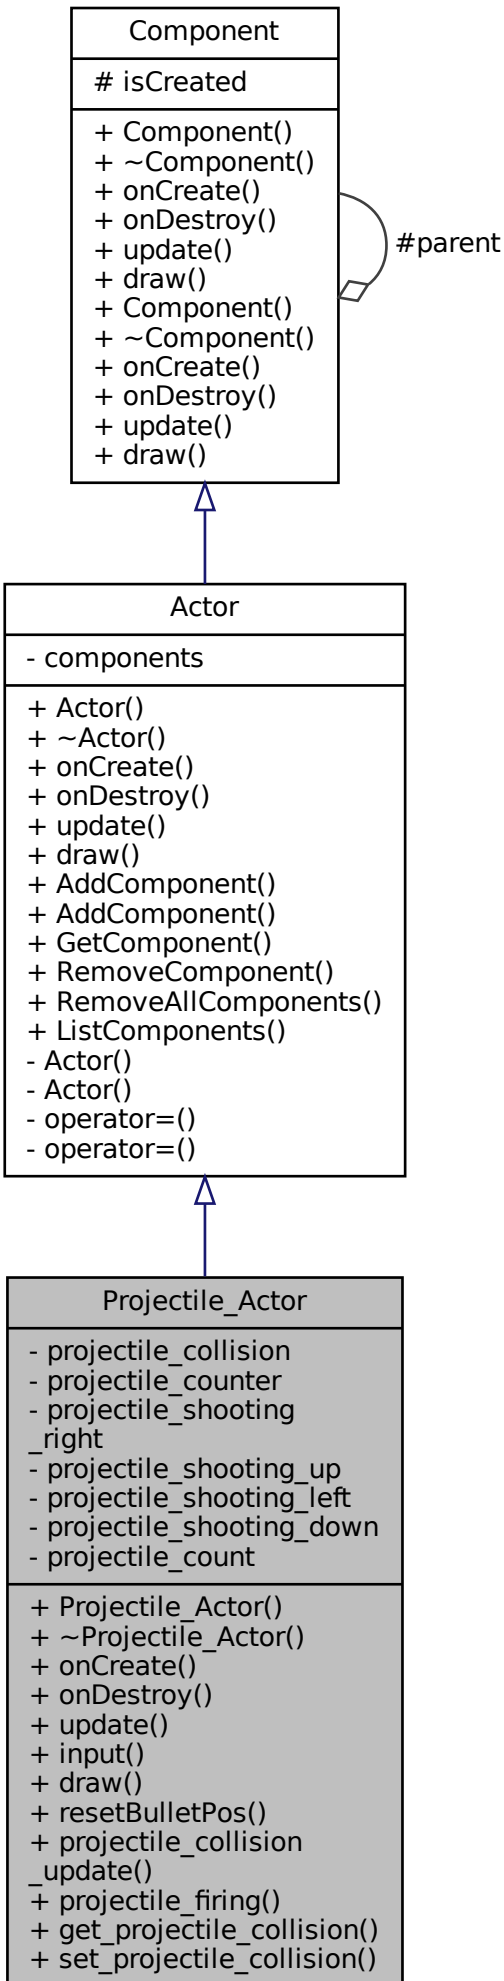 Component
# isCreated
+ Component()
+ ~Component()
+ onCreate()
+ onDestroy()
+ update()
+ draw()
+ Component()
+ ~Component()
+ onCreate()
+ onDestroy()
+ update()
+ draw()
#parent
Actor
- components
+ Actor()
+ ~Actor()
+ onCreate()
+ onDestroy()
+ update()
+ draw()
+ AddComponent()
+ AddComponent()
+ GetComponent()
+ RemoveComponent()
+ RemoveAllComponents()
+ ListComponents()
- Actor()
- Actor()
- operator=()
- operator=()
Projectile_Actor
- projectile_collision
- projectile_counter
- projectile_shooting
_right
- projectile_shooting_up
- projectile_shooting_left
- projectile_shooting_down
- projectile_count
+ Projectile_Actor()
+ ~Projectile_Actor()
+ onCreate()
+ onDestroy()
+ update()
+ input()
+ draw()
+ resetBulletPos()
+ projectile_collision
_update()
+ projectile_firing()
+ get_projectile_collision()
+ set_projectile_collision()